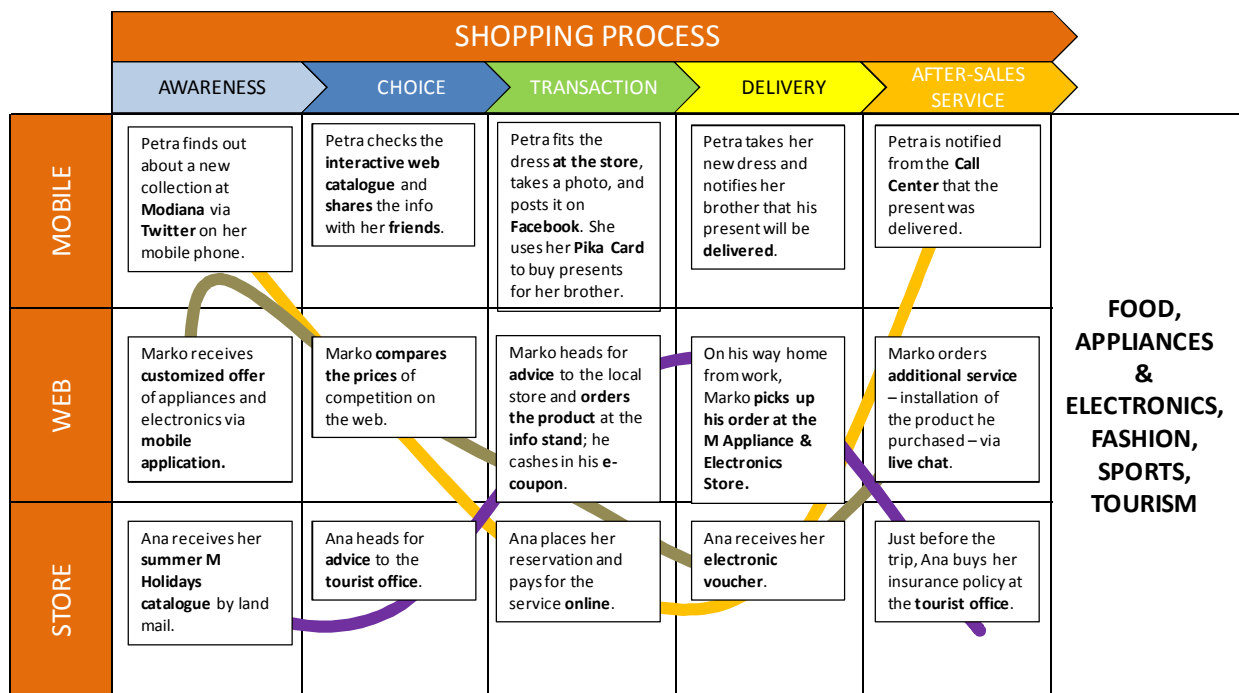 SHOPPING PROCESS
AWARENESS
CHOICE
TRANSACTION
DELIVERY
AFTER-SALES
SERVICE
MOBILE
Petra finds out
about a new
collection at
Modiana via
Twitter on her
mobile phone.
Petra checks the
interactive web
catalogue and
shares the info
with her friends.
Petra fits the
dress at the store,
takes a photo, and
posts it on
Facebook. She
uses her Pika Card
to buy presents
for her brother.
Petra takes her
new dress and
notifies her
brother that his
present will be
delivered.
Petra is notified
from the Call
Center that the
present was
delivered.
WEB
Marko receives
customized offer
of appliances and
electronics via
mobile
application.
Marko compares
the prices of
competition on
the web.
Marko heads for
advice to the local
store and orders
the product at the
info stand; he
cashes in his e-
coupon.
On his way home
from work,
Marko picks up
his order at the
M Appliance &
Electronics
Store.
Marko orders
additional service
– installation of
the product he
purchased – via
live chat.
STORE
Ana receives her
summer M
Holidays
catalogue by land
mail.
Ana heads for
advice to the
tourist office.
Ana places her
reservation and
pays for the
service online.
Ana receives her
electronic
voucher.
Just before the
trip, Ana buys her
insurance policy at
the tourist office.
FOOD,
APPLIANCES
&
ELECTRONICS,
FASHION,
SPORTS,
TOURISM